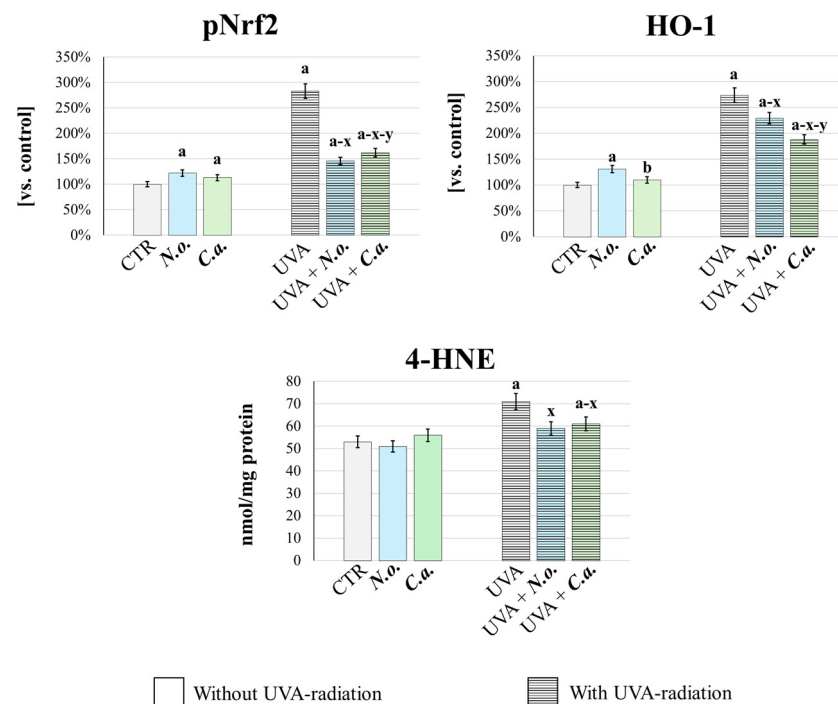 pNrf2
[vs. control]
350%
300%
250%
200%
150%
100%
50%
0%
a
a
a
a-x
a-x-y
CTR
N.o.
C.a.
UVA
UVA + N.o.
UVA + C.a.
HO-1
[vs. control]
350%
300%
250%
200%
150%
100%
50%
0%
a
b
a
a-x
a-x-y
CTR
N.o.
C.a.
UVA
UVA + N.o.
UVA + C.a.
4-HNE
nmol/mg protein
80
70
60
50
40
30
20
10
0
a
x
a-x
CTR
N.o.
C.a.
UVA
UVA + N.o.
UVA + C.a.
Without UVA-radiation
With UVA-radiation